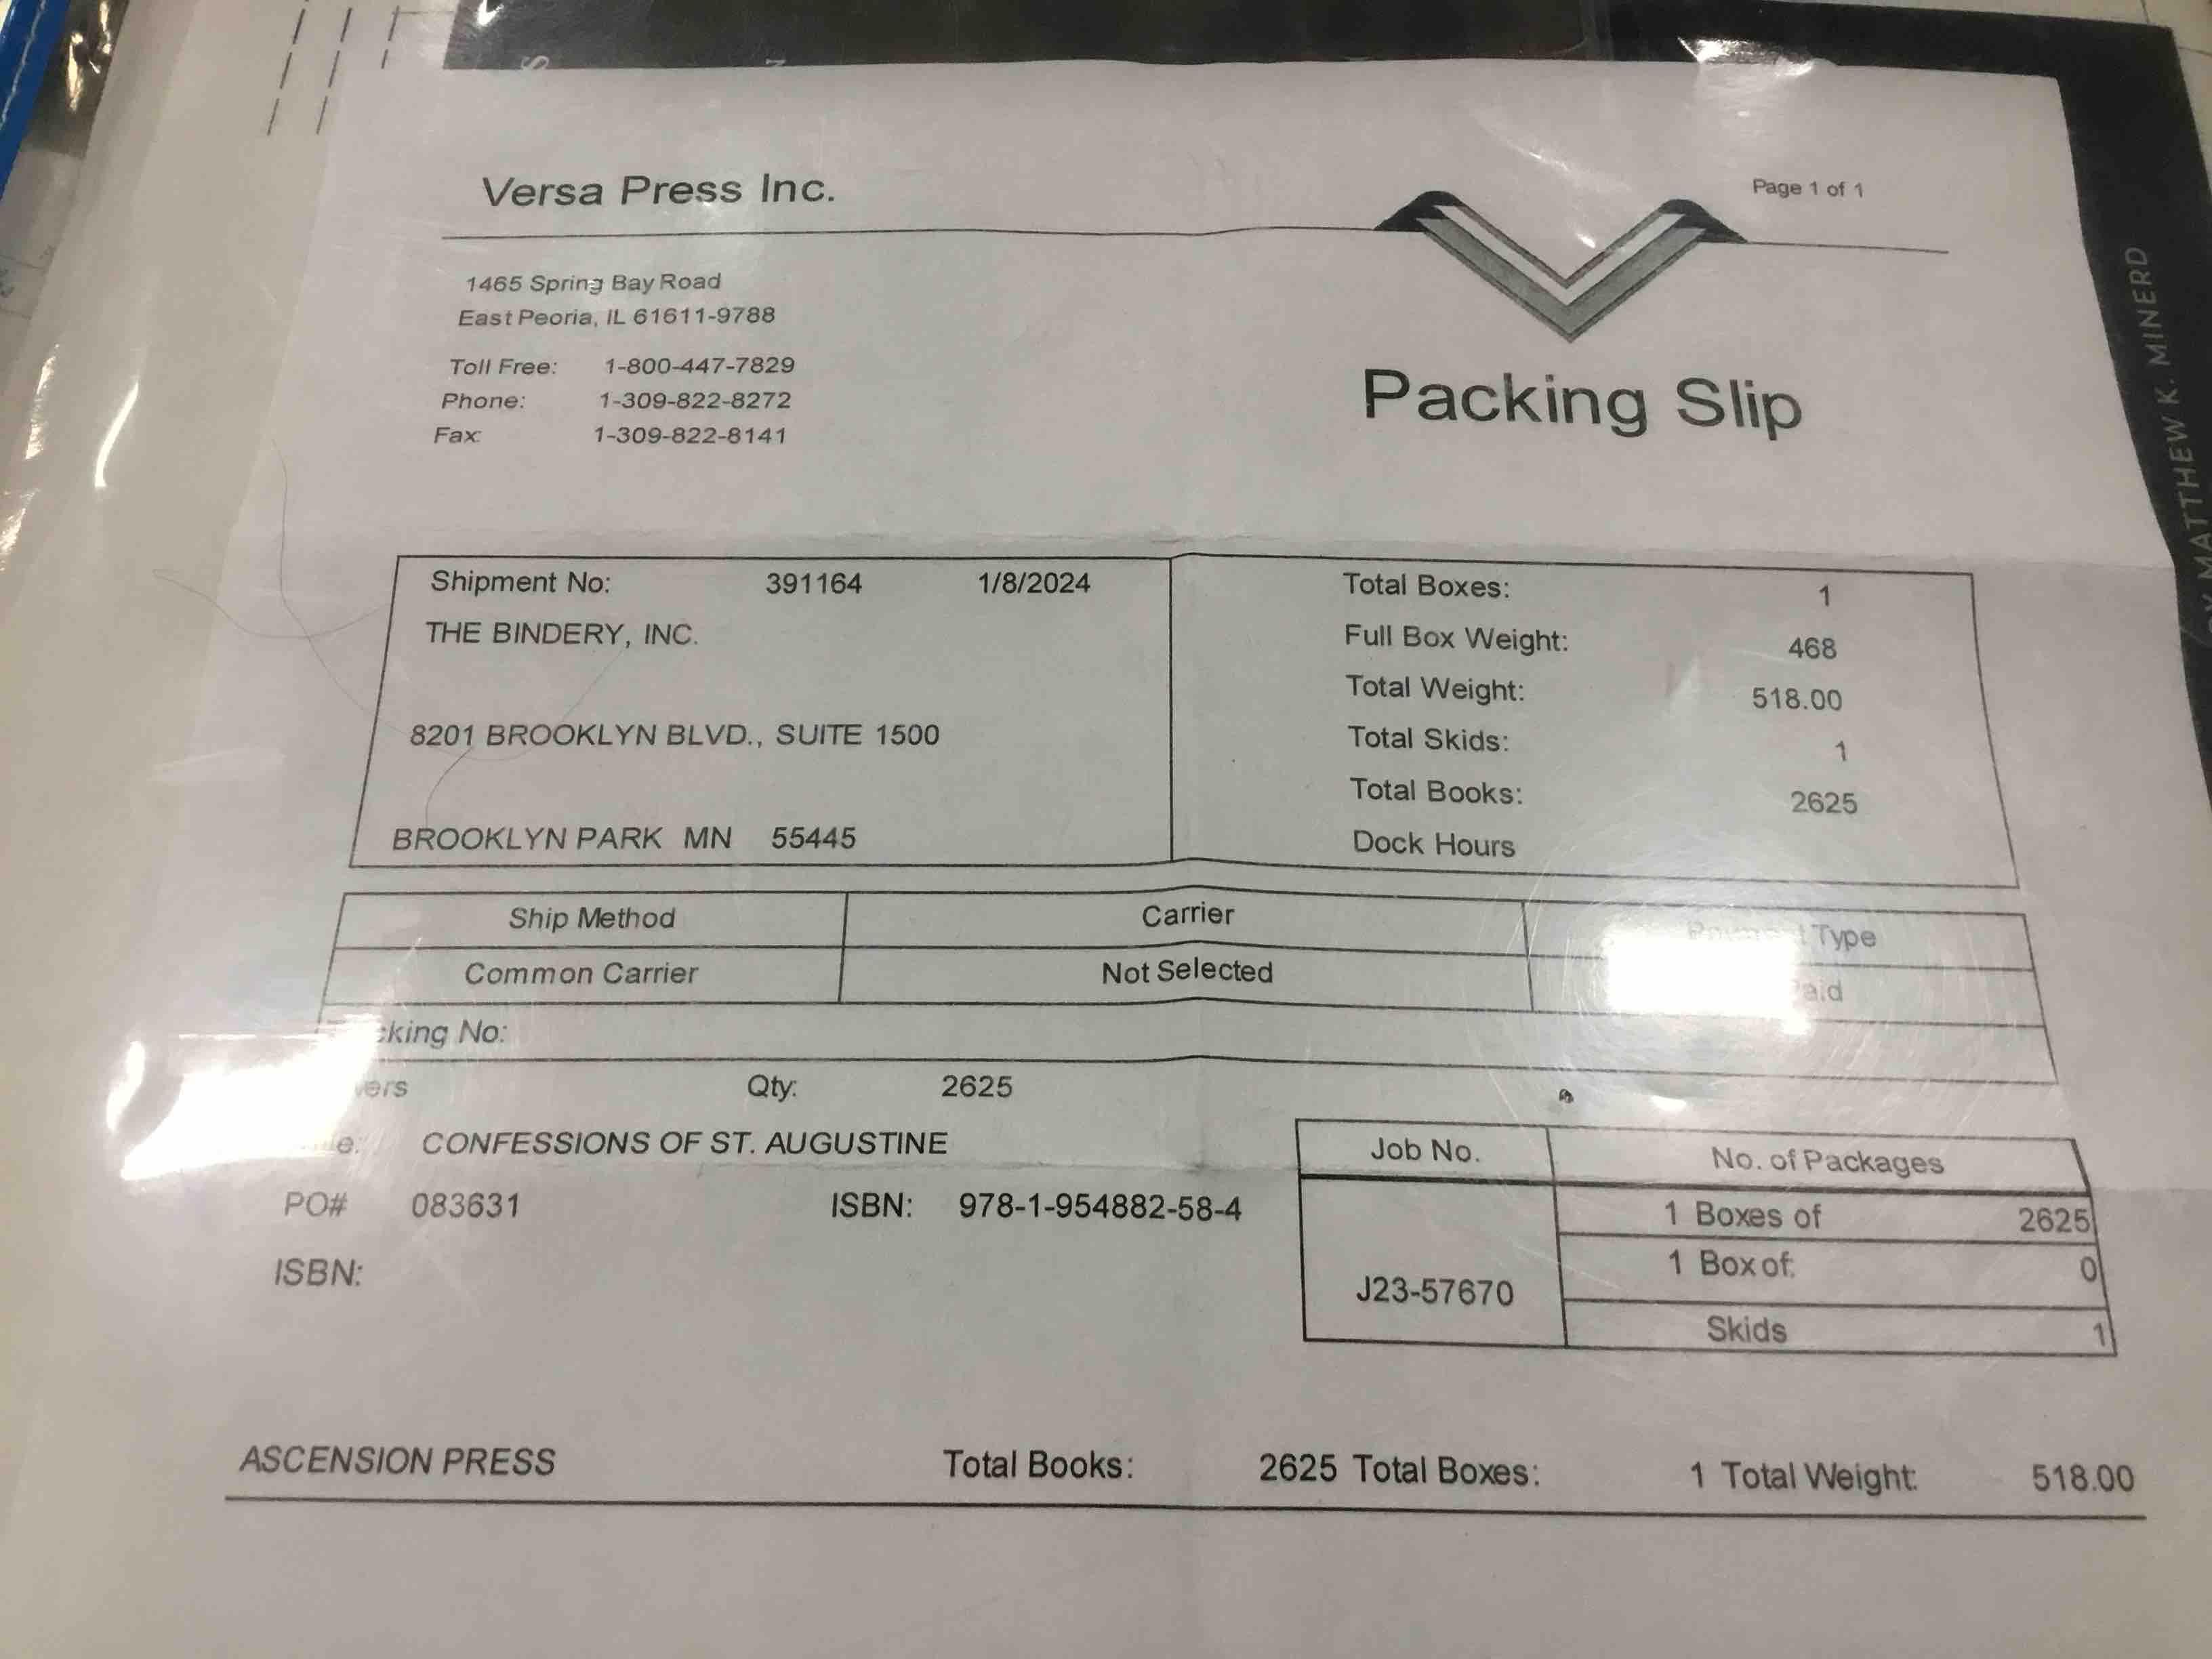 Versa Press Inc.
Page 1 of 1
1465 Spring Bay Road
East Peoria, IL 61611-9788
Toll Free: 1-800-447-7829
Phone: 1-309-822-8272
Fax: 1-309-822-8141
Packing Slip
Shipment No: 391164 1/8/2024
THE BINDERY, INC.
8201 BROOKLYN BLVD., SUITE 1500
BROOKLYN PARK MN 55445
Total Boxes: 1
Full Box Weight: 468
Total Weight: 518.00
Total Skids: 1
Total Books: 2625
Dock Hours
Ship Method Carrier Type
Common Carrier Not Selected
No:
Qty: 2625
CONFESSIONS OF ST. AUGUSTINE
PO# 083631 ISBN: 978-1-954882-58-4
ISBN:
Job No. No. of Packages
J23-57670
1 Boxes of 2625
1 Box of: 0
Skids 1
ASCENSION PRESS Total Books: 2625 Total Boxes: 1 Total Weight: 518.00
MATTHEW K. MINERD